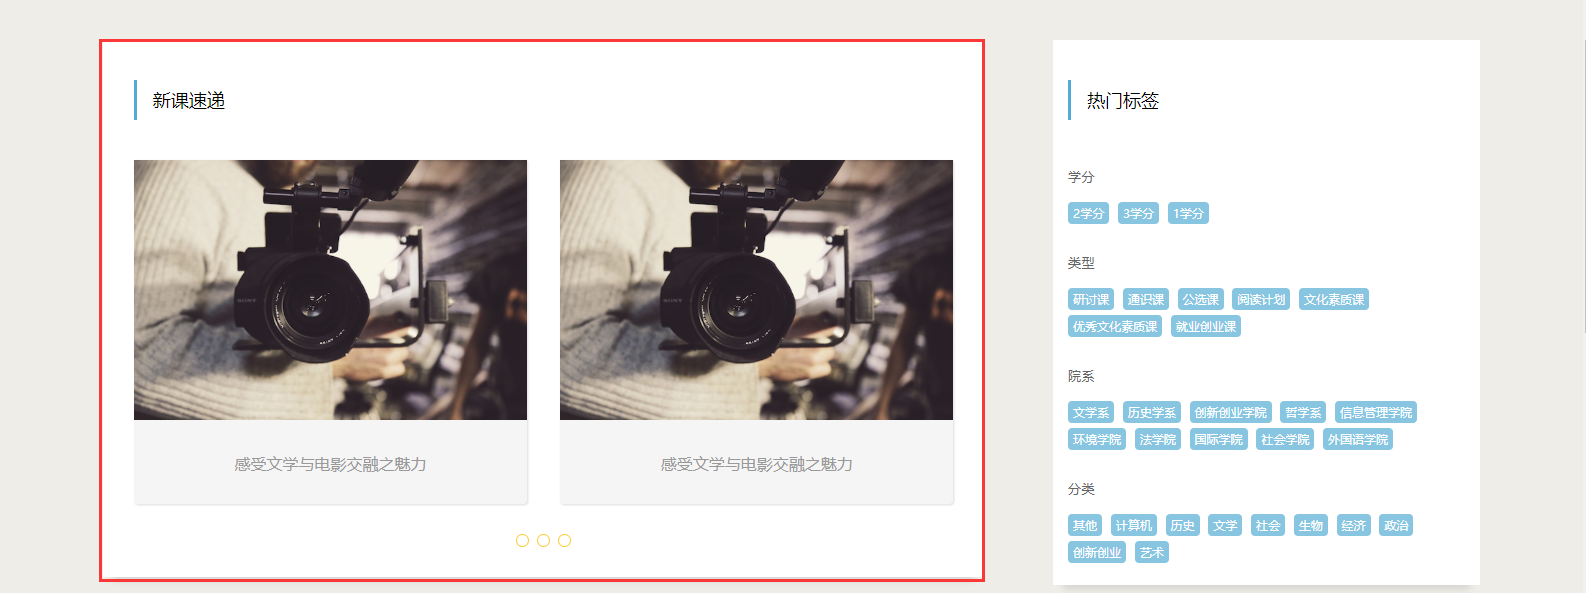 新课速递
SONY
感受文学与电影交融之魅力
SONY
感受文学与电影交融之魅力
热门标签
学分
2学分 3学分 1学分
类型
研讨课 通识课 公选课 阅读计划 文化素质课
优秀文化素质课 就业创业课
院系
文学系 历史学系 创新创业学院 哲学系 信息管理学院
环境学院 法学院 国际学院 社会学院 外国语学院
分类
其他 计算机 历史 文学 社会 生物 经济 政治
创新创业 艺术